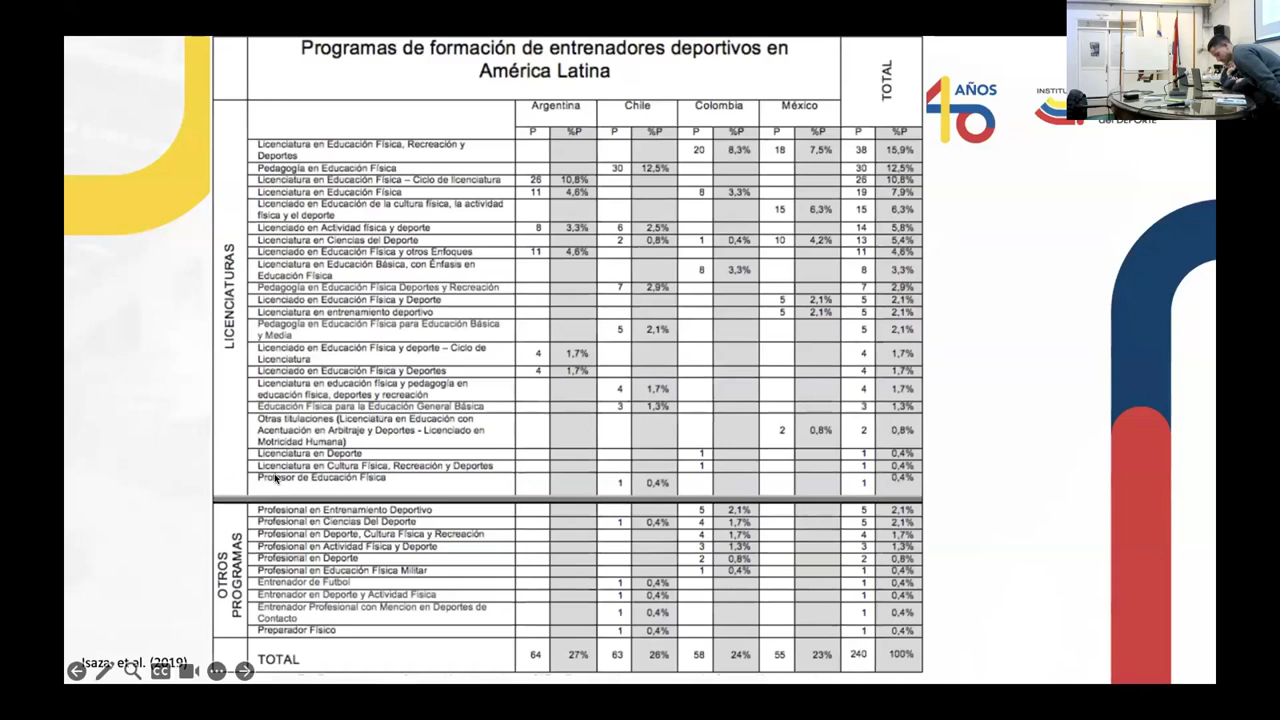 Programas de formación de entrenadores deportivos en
América Latina
TOTAL
Argentina Chile Colombia México
P %P P %P P %P P %P P %P
LICENCIATURAS
Licenciatura en Educación Física, Recreación y
Deportes 20 8,3% 18 7,5% 38 15,9%
Pedagogía en Educación Física 30 12,5% 30 12,5%
Licenciatura en Educación Física – Ciclo de licenciatura 26 10,8% 26 10,8%
Licenciatura en Educación Física 11 4,6% 8 3,3% 19 7,9%
Licenciado en Educación de la cultura física, la actividad
física y el deporte 15 6,3% 15 6,3%
Licenciado en Actividad física y deporte 8 3,3% 6 2,5% 14 5,8%
Licenciatura en Ciencias del Deporte 2 0,8% 1 0,4% 10 4,2% 13 5,4%
Licenciado en Educación Física y otros Enfoques 11 4,6% 11 4,6%
Licenciatura en Educación Básica, con Énfasis en
Educación Física 8 3,3% 8 3,3%
Pedagogía en Educación Física Deportes y Recreación 7 2,9% 7 2,9%
Licenciado en Educación Física y Deporte 5 2,1% 5 2,1%
Licenciatura en entrenamiento deportivo 5 2,1% 5 2,1%
Pedagogía en Educación Física para Educación Básica
y Media 5 2,1% 5 2,1%
Licenciado en Educación Física y deporte – Ciclo de
Licenciatura 4 1,7% 4 1,7%
Licenciado en Educación Física y Deportes 4 1,7% 4 1,7%
Licenciatura en educación física y pedagogía en
educación física, deportes y recreación 4 1,7% 4 1,7%
Educación Física para la Educación General Básica 3 1,3% 3 1,3%
Otras titulaciones (Licenciatura en Educación con
Acentuación en Arbitraje y Deportes - Licenciado en
Motricidad Humana) 2 0,8% 2 0,8%
Licenciatura en Deporte 1 1 0,4%
Licenciatura en Cultura Física, Recreación y Deportes 1 1 0,4%
Profesor de Educación Física 1 0,4% 1 0,4%
OTROS
PROGRAMAS
Profesional en Entrenamiento Deportivo 5 2,1% 5 2,1%
Profesional en Ciencias Del Deporte 1 0,4% 4 1,7% 5 2,1%
Profesional en Deporte, Cultura Física y Recreación 4 1,7% 4 1,7%
Profesional en Actividad Física y Deporte 3 1,3% 3 1,3%
Profesional en Deporte 2 0,8% 2 0,8%
Profesional en Educación Física Militar 1 0,4% 1 0,4%
Entrenador de Futbol 1 0,4% 1 0,4%
Entrenador en Deporte y Actividad Fisica 1 0,4% 1 0,4%
Entrenador Profesional con Mencion en Deportes de
Contacto 1 0,4% 1 0,4%
Preparador Físico 1 0,4% 1 0,4%
TOTAL 64 27% 63 26% 58 24% 55 23% 240 100%
Isaza, et al. (2019)
40 AÑOS